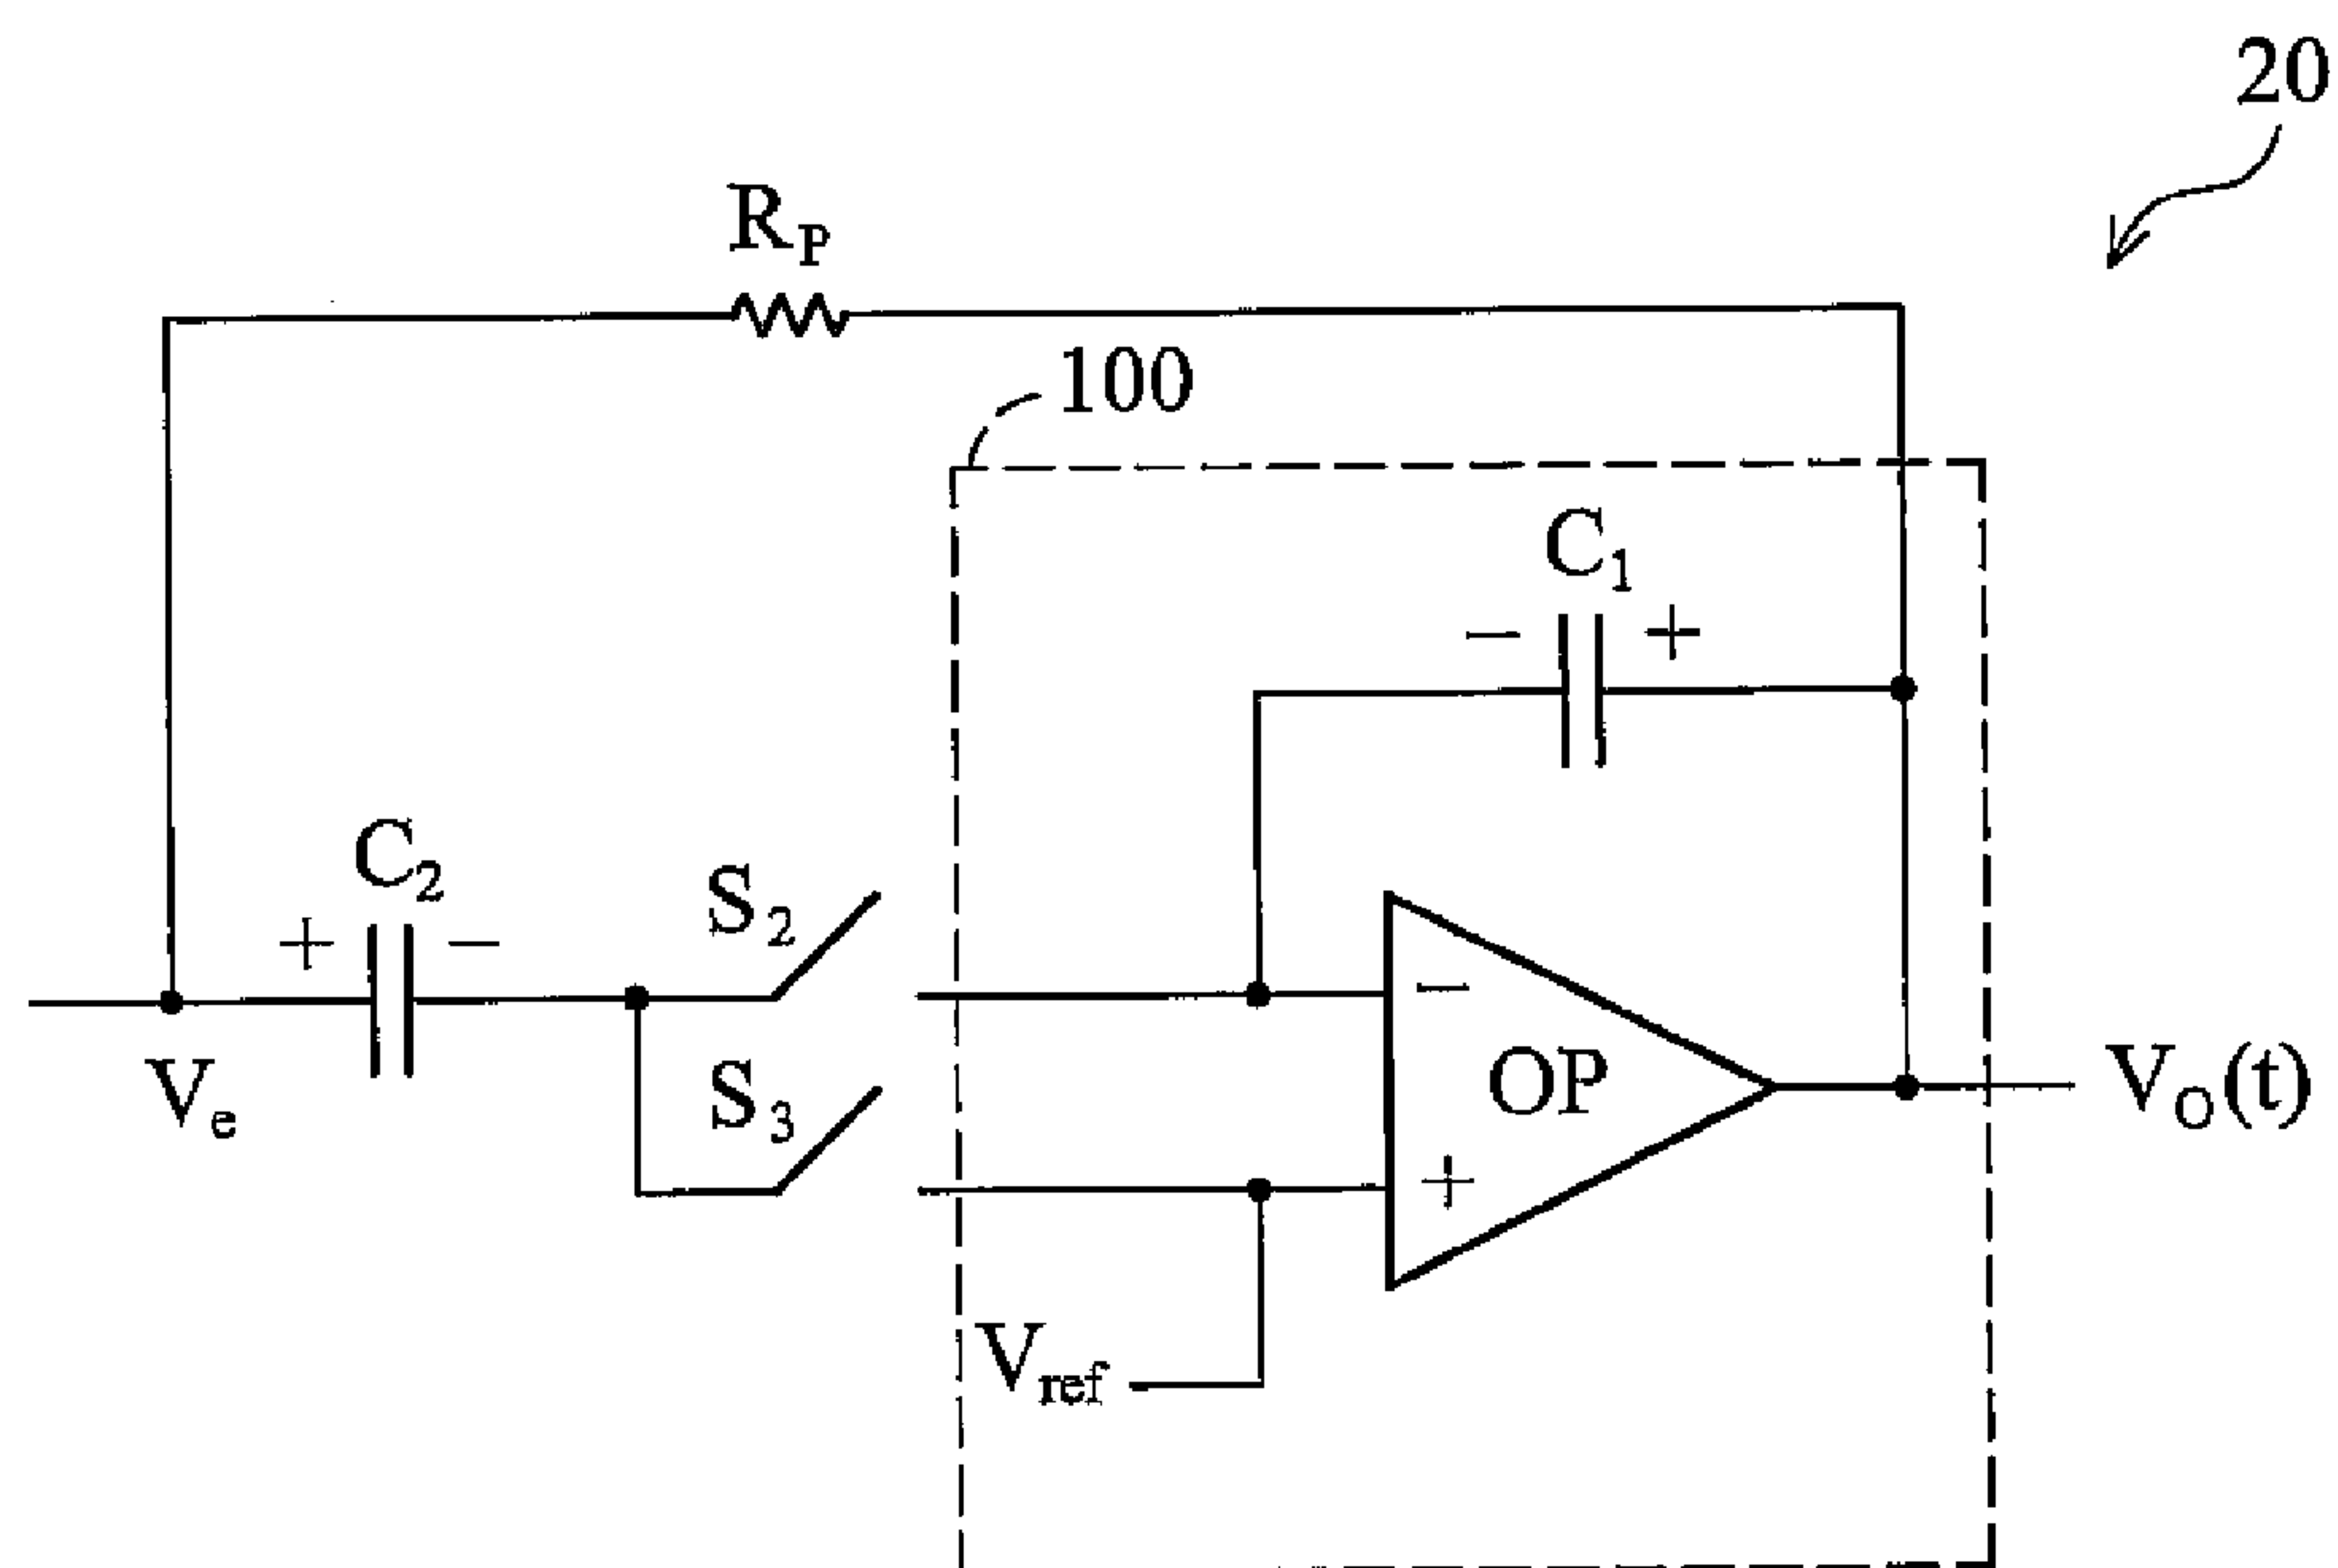 20
R_P
100
C_1
− +
C_2
+ −
S_2
−
V_e
S_3
OP
V_O(t)
+
V_ref